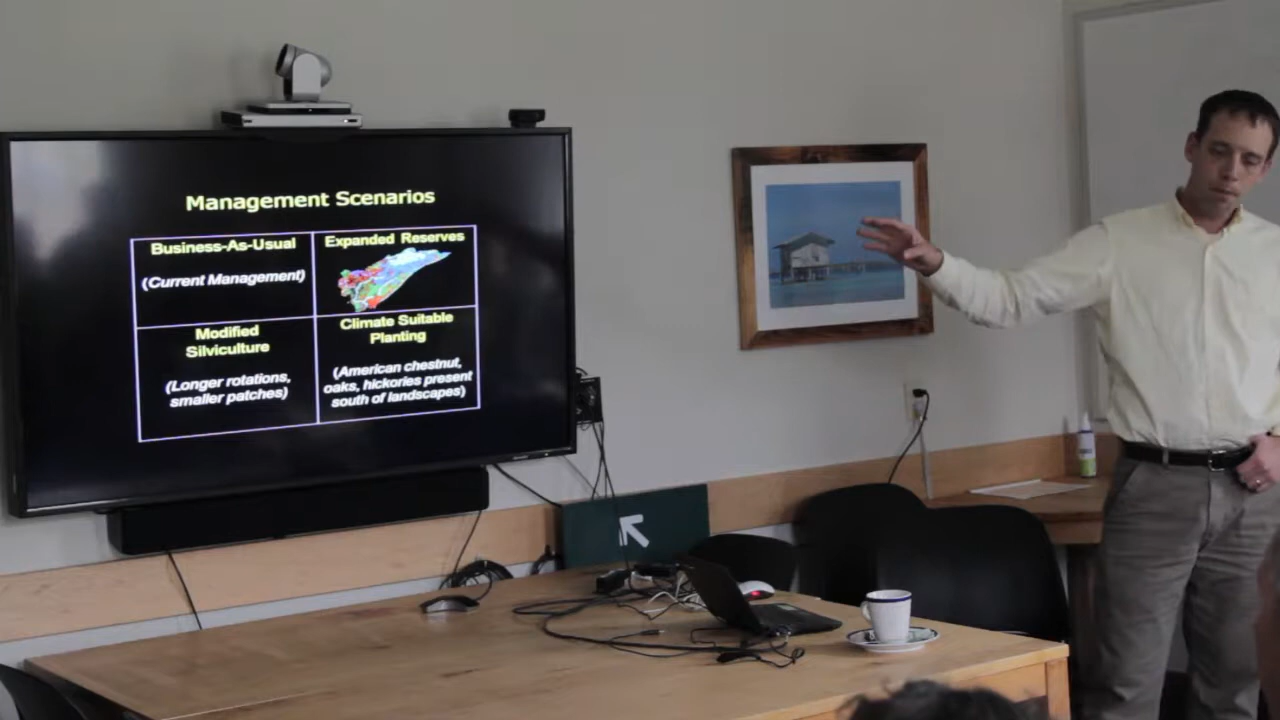 Management Scenarios
Business-As-Usual
(Current Management)
Expanded Reserves
Modified
Silviculture
(Longer rotations,
smaller patches)
Climate Suitable
Planting
(American chestnut,
oaks, hickories present
south of landscapes)